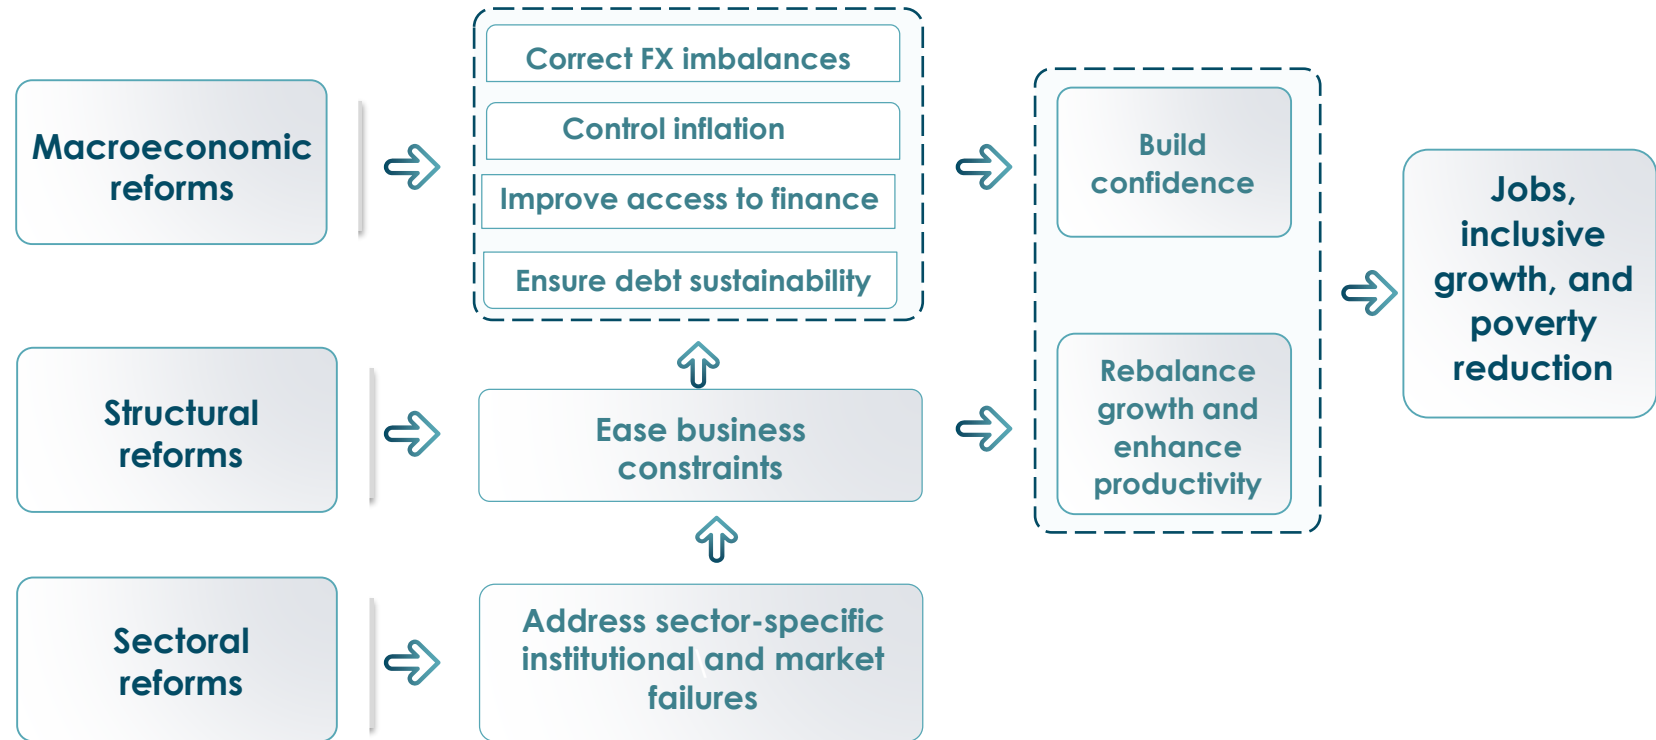 Macroeconomic
reforms
Correct FX imbalances
Control inflation
Improve access to finance
Ensure debt sustainability
Build
confidence
Jobs,
inclusive
growth, and
poverty
reduction
Structural
reforms
Ease business
constraints
Rebalance
growth and
enhance
productivity
Sectoral
reforms
Address sector-specific
institutional and market
failures